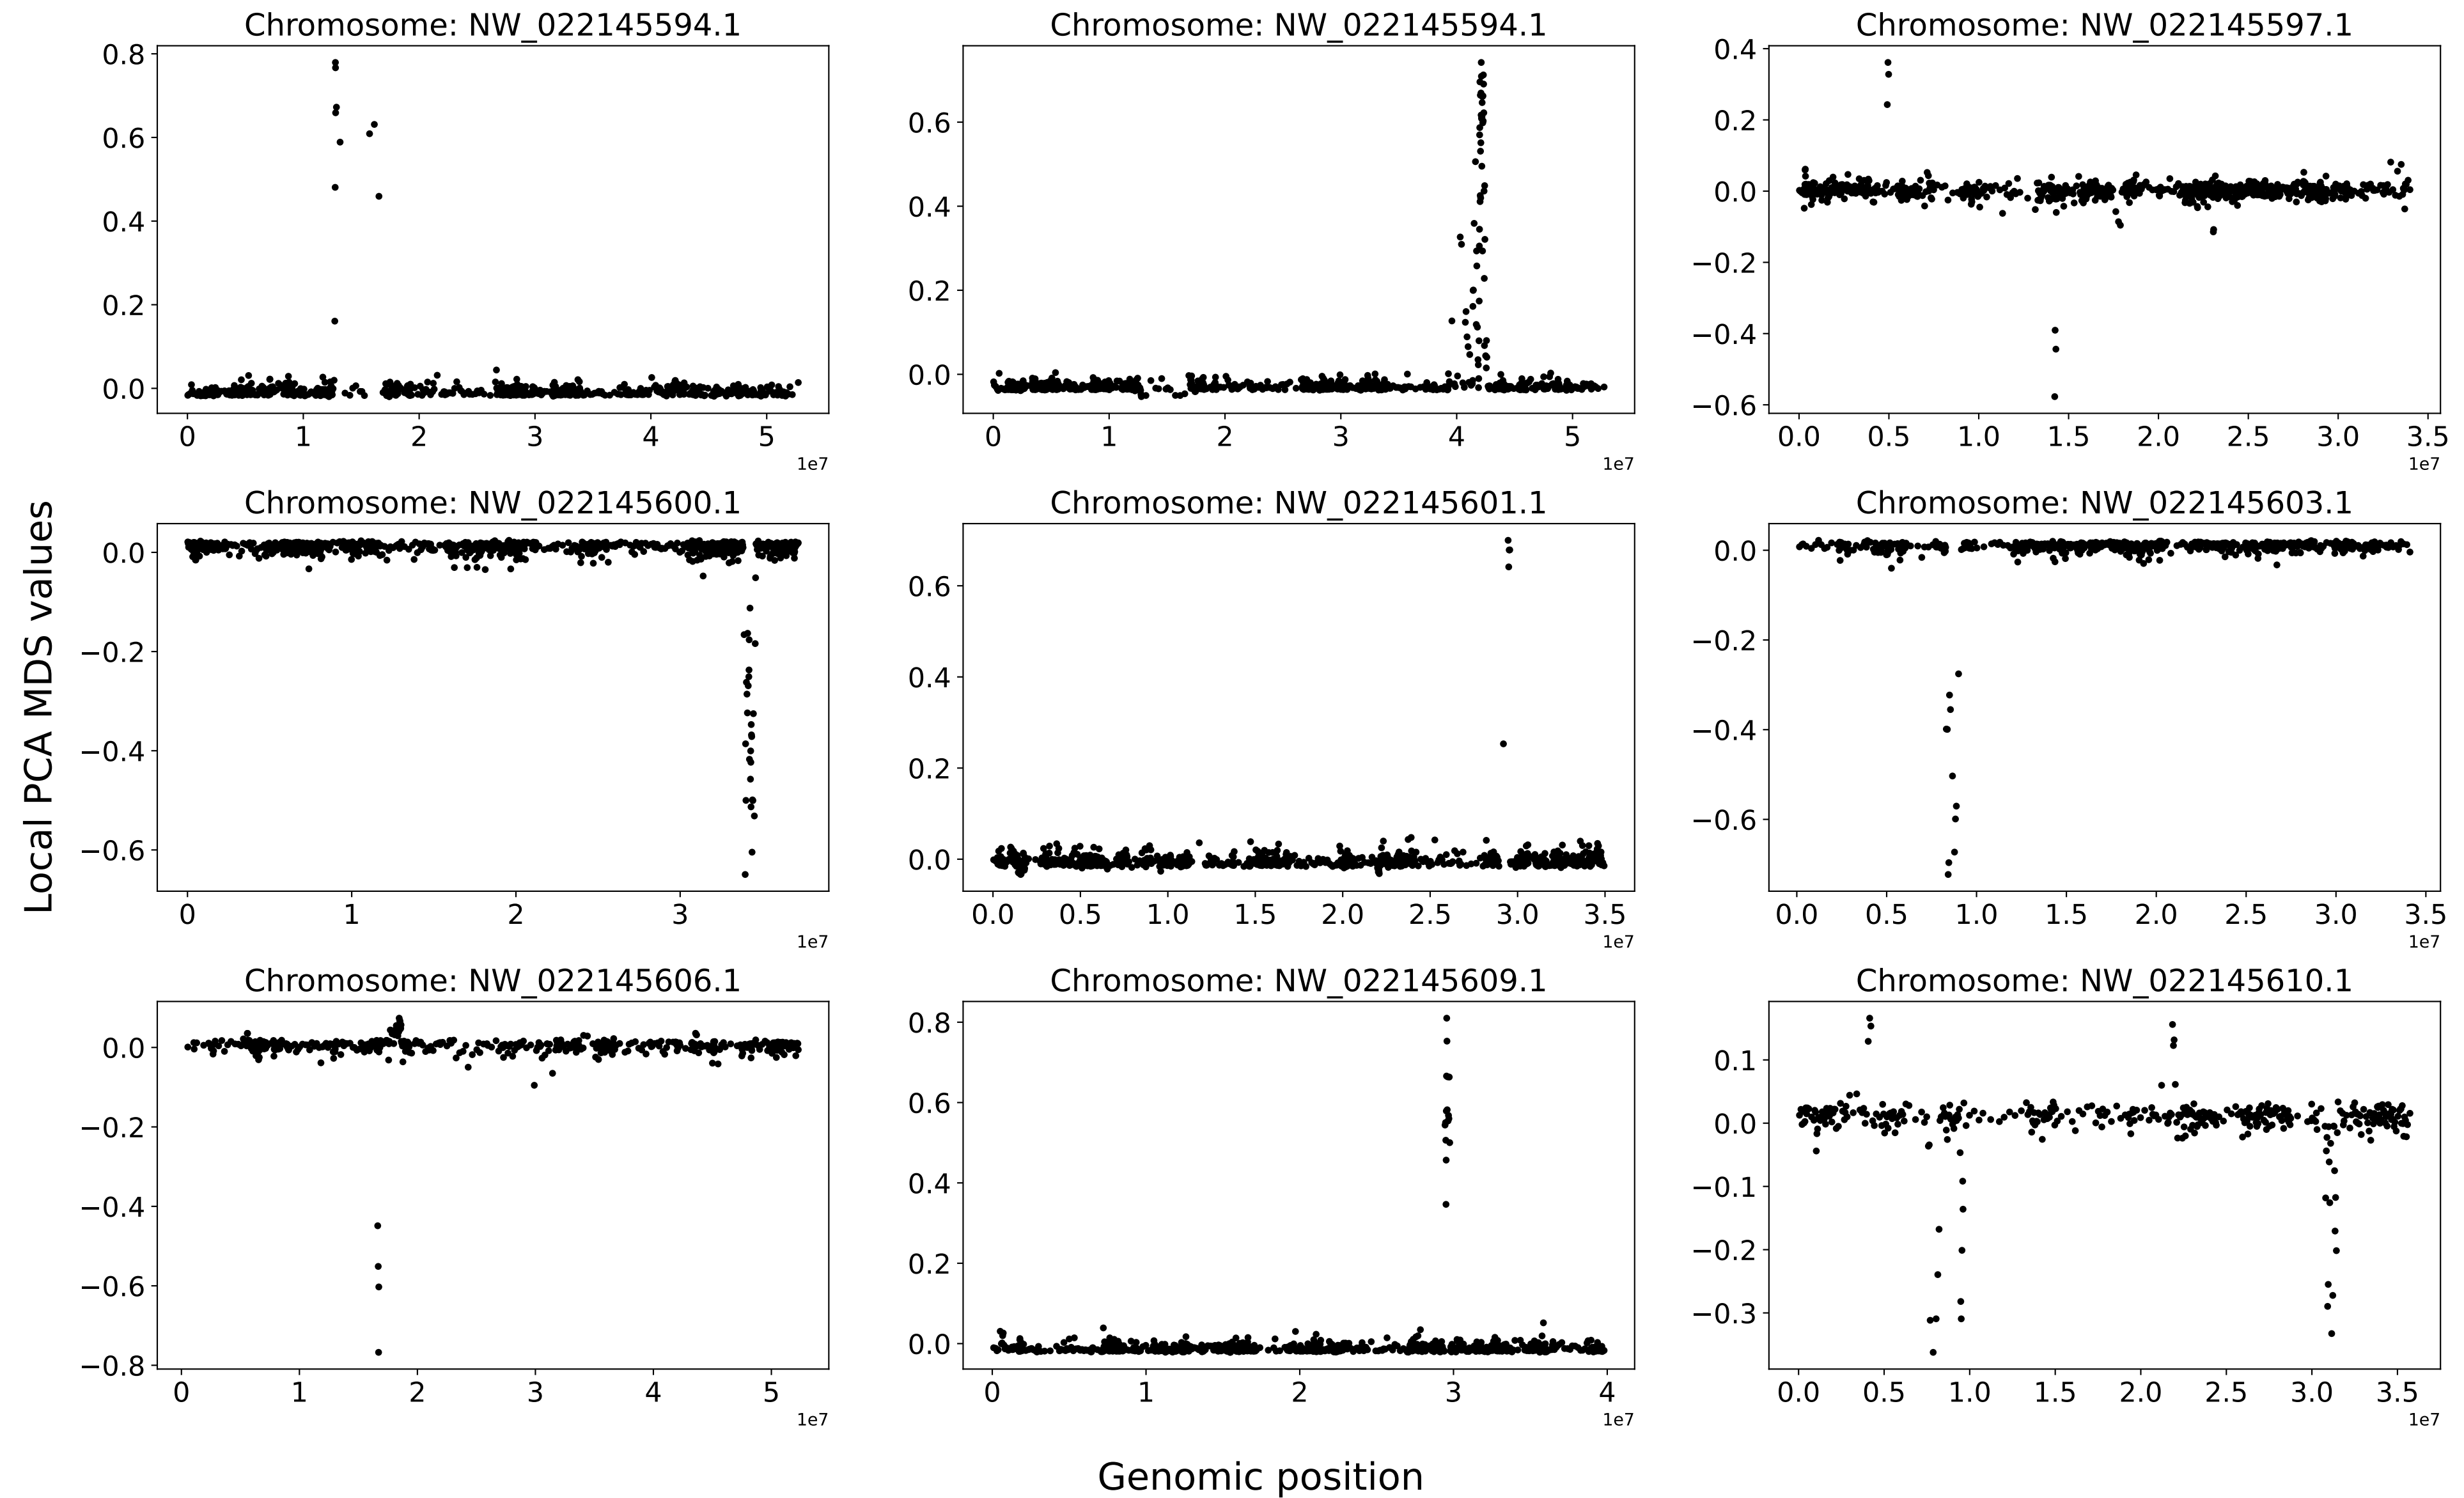 Chromosome: NW_022145594.1
0.8
0.6
0.4
0.2
0.0
0 1 2 3 4 5
1e7
Chromosome: NW_022145594.1
0.6
0.4
0.2
0.0
0 1 2 3 4 5
1e7
Chromosome: NW_022145597.1
0.4
0.2
0.0
−0.2
−0.4
−0.6
0.0 0.5 1.0 1.5 2.0 2.5 3.0 3.5
1e7
Local PCA MDS values
Chromosome: NW_022145600.1
0.0
−0.2
−0.4
−0.6
0 1 2 3
1e7
Chromosome: NW_022145601.1
0.6
0.4
0.2
0.0
0.0 0.5 1.0 1.5 2.0 2.5 3.0 3.5
1e7
Chromosome: NW_022145603.1
0.0
−0.2
−0.4
−0.6
0.0 0.5 1.0 1.5 2.0 2.5 3.0 3.5
1e7
Chromosome: NW_022145606.1
0.0
−0.2
−0.4
−0.6
−0.8
0 1 2 3 4 5
1e7
Chromosome: NW_022145609.1
0.8
0.6
0.4
0.2
0.0
0 1 2 3 4
1e7
Chromosome: NW_022145610.1
0.1
0.0
−0.1
−0.2
−0.3
0.0 0.5 1.0 1.5 2.0 2.5 3.0 3.5
1e7
Genomic position